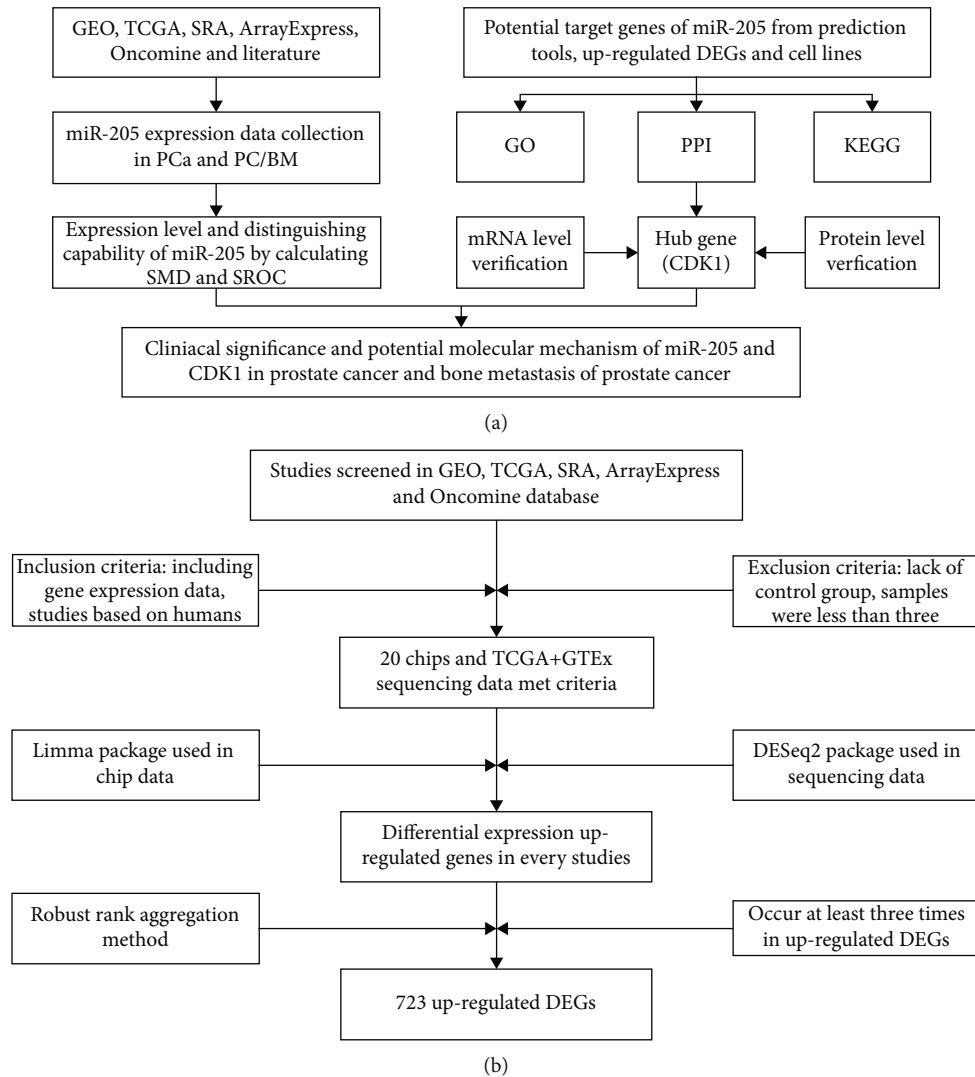 GEO, TCGA, SRA, ArrayExpress,
Oncomine and literature
miR-205 expression data collection
in PCa and PC/BM
Expression level and distinguishing
capability of miR-205 by calculating
SMD and SROC
Potential target genes of miR-205 from prediction
tools, up-regulated DEGs and cell lines
GO
PPI
KEGG
mRNA level
verification
Hub gene
(CDK1)
Protein level
verfication
Cliniacal significance and potential molecular mechanism of miR-205 and
CDK1 in prostate cancer and bone metastasis of prostate cancer
(a)
Studies screened in GEO, TCGA, SRA, ArrayExpress
and Oncomine database
Inclusion criteria: including
gene expression data,
studies based on humans
Exclusion criteria: lack of
control group, samples
were less than three
20 chips and TCGA+GTEx
sequencing data met criteria
Limma package used in
chip data
DESeq2 package used in
sequencing data
Differential expression up-
regulated genes in every studies
Robust rank aggregation
method
Occur at least three times
in up-regulated DEGs
723 up-regulated DEGs
(b)